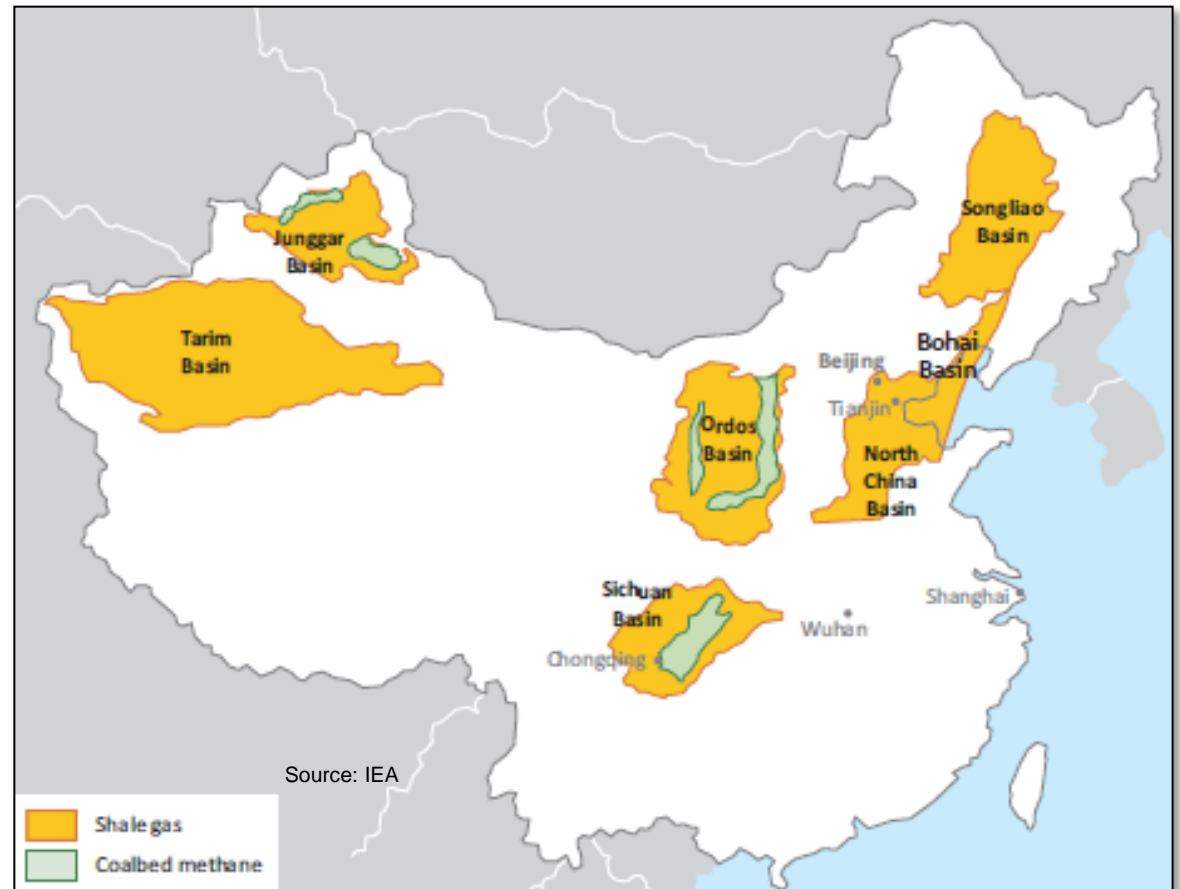 Songliao
Basin
Junggar
Basin
Tarim
Basin
Bohai
Basin
Beijing
Tianjin
Ordos
Basin
North
China
Basin
Sichuan
Basin
Shanghai
Wuhan
Chongqing
Source: IEA
Shale gas
Coalbed methane